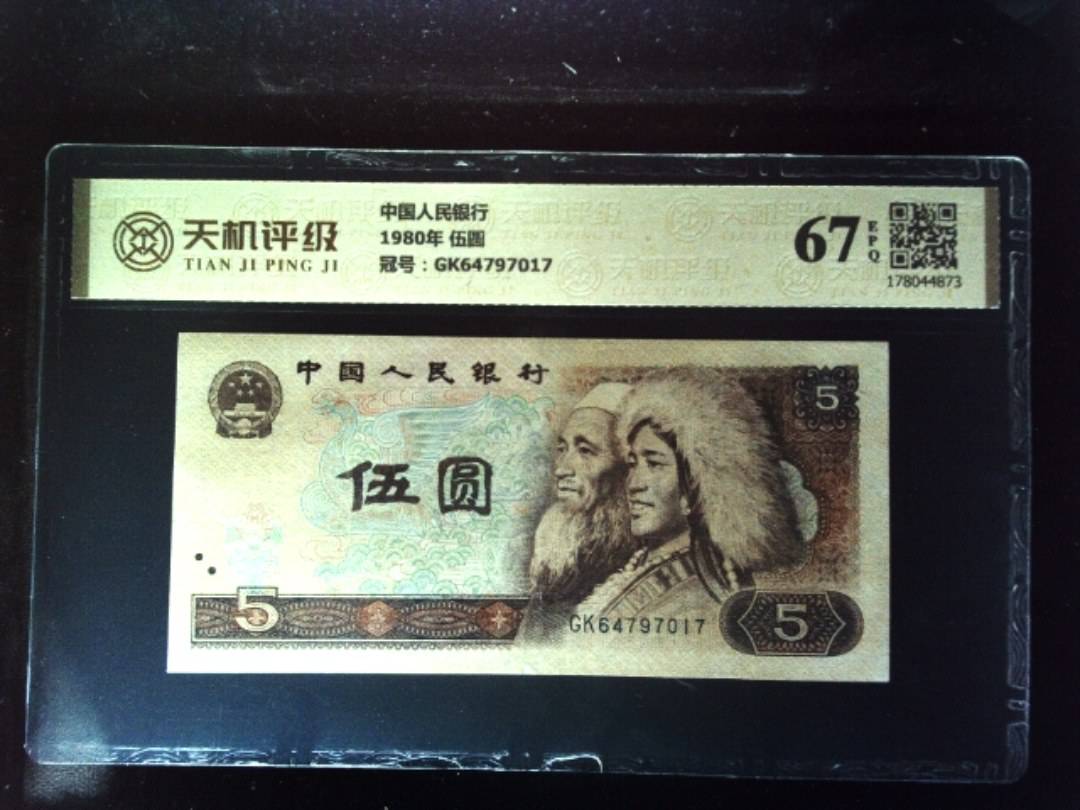 天机评级
TIAN JI PING JI
中国人民银行
1980年 伍圆
冠号：GK64797017
67
EPQ
178044873
中国人民银行
5
伍圆
5
GK64797017
5